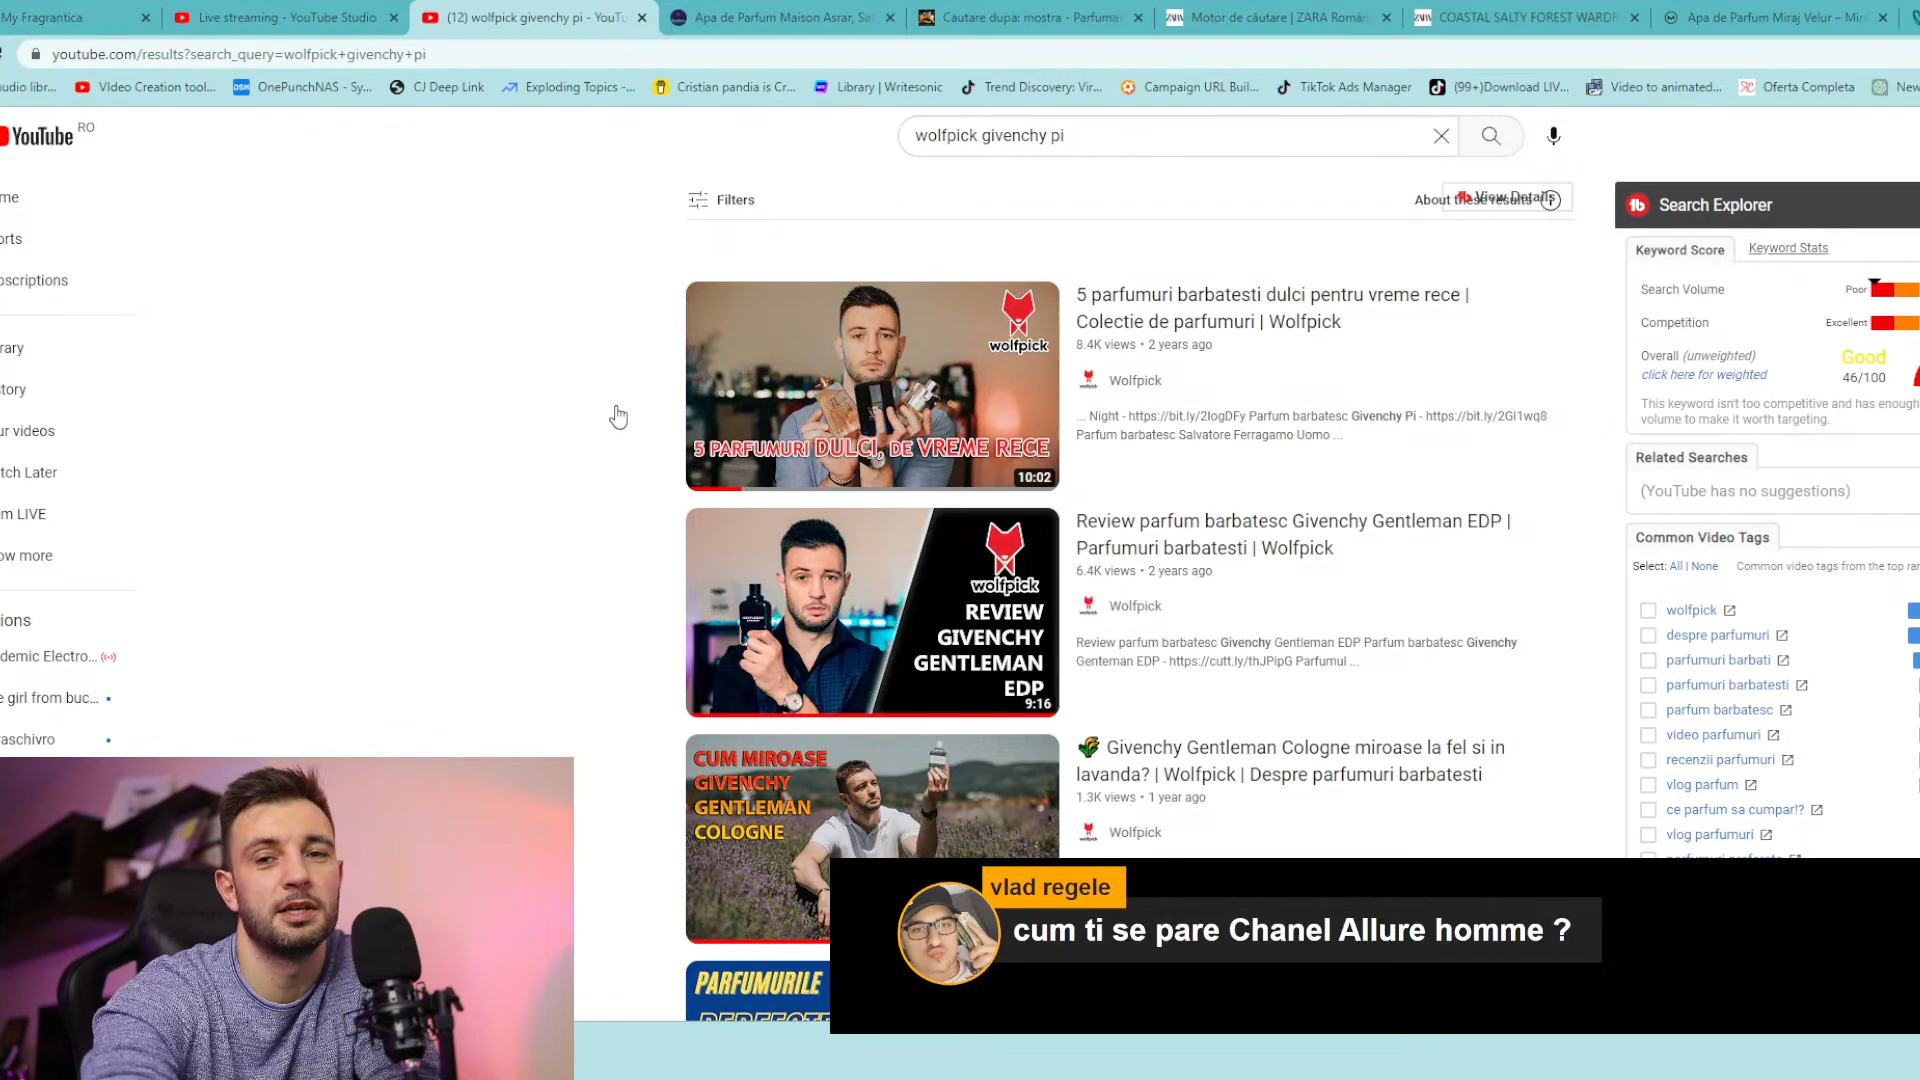 My Fragrantica
Live streaming - YouTube Studio
(12) wolfpick givenchy pi - YouTu
Apa de Parfum Maison Asrar, Sa
Cautare dupa: mostra - Parfumas
Motor de căutare | ZARA Români
COASTAL SALTY FOREST WARDR
Apa de Parfum Miraj Velur – Mir
youtube.com/results?search_query=wolfpick+givenchy+pi
udio libr...
VIdeo Creation tool...
OnePunchNAS - Sy...
CJ Deep Link
Exploding Topics -...
Cristian pandia is Cr...
Library | Writesonic
Trend Discovery: Vir...
Campaign URL Buil...
TikTok Ads Manager
(99+)Download LIV...
Video to animated...
Oferta Completa
New
YouTube RO
wolfpick givenchy pi
me
orts
bscriptions
rary
story
ur videos
tch Later
m LIVE
ow more
ions
demic Electro...
e girl from buc...
aschivro
Filters
About these results
View Details
5 parfumuri barbatesti dulci pentru vreme rece |
Colectie de parfumuri | Wolfpick
8.4K views • 2 years ago
Wolfpick
... Night - https://bit.ly/2IogDFy Parfum barbatesc Givenchy Pi - https://bit.ly/2GI1wq8
Parfum barbatesc Salvatore Ferragamo Uomo ...
wolfpick
5 PARFUMURI DULCI, DE VREME RECE
10:02
Review parfum barbatesc Givenchy Gentleman EDP |
Parfumuri barbatesti | Wolfpick
6.4K views • 2 years ago
Wolfpick
Review parfum barbatesc Givenchy Gentleman EDP Parfum barbatesc Givenchy
Genteman EDP - https://cutt.ly/thJPipG Parfumul ...
wolfpick
REVIEW
GIVENCHY
GENTLEMAN
EDP
9:16
Givenchy Gentleman Cologne miroase la fel si in
lavanda? | Wolfpick | Despre parfumuri barbatesti
1.3K views • 1 year ago
Wolfpick
CUM MIROASE
GIVENCHY
GENTLEMAN
COLOGNE
PARFUMURILE
PERFECTE
Search Explorer
Keyword Score
Keyword Stats
Search Volume
Poor
Competition
Excellent
Overall (unweighted)
Good
click here for weighted
46/100
This keyword isn't too competitive and has enough
volume to make it worth targeting.
Related Searches
(YouTube has no suggestions)
Common Video Tags
Select: All | None
Common video tags from the top ran
wolfpick
despre parfumuri
parfumuri barbati
parfumuri barbatesti
parfum barbatesc
video parfumuri
recenzii parfumuri
vlog parfum
ce parfum sa cumpar!?
vlog parfumuri
vlad regele
cum ti se pare Chanel Allure homme ?